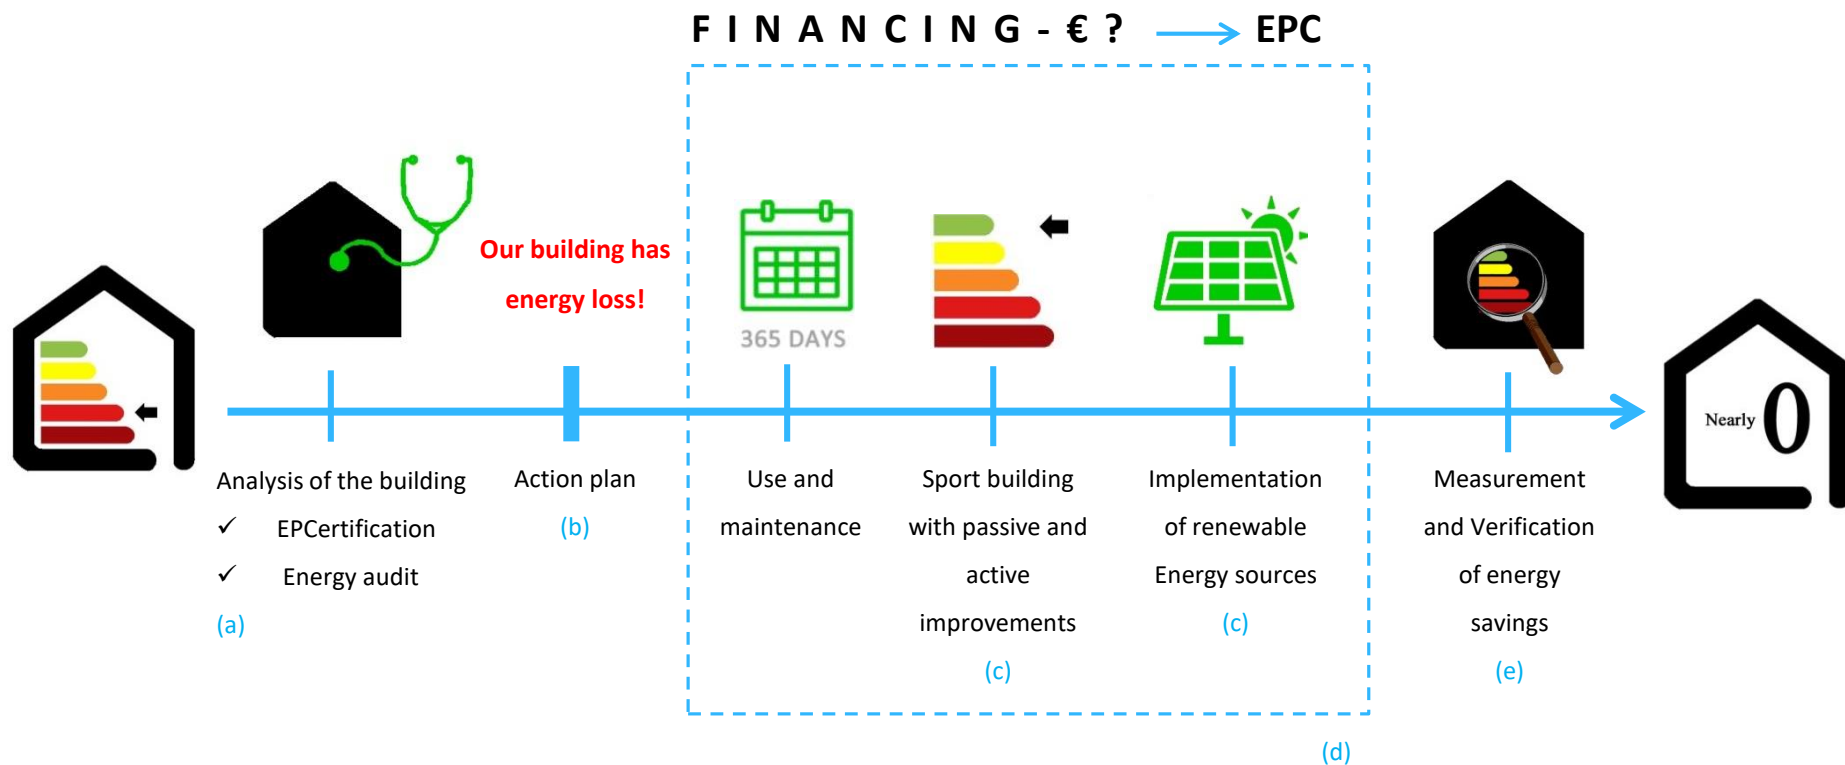 FINANCING-€? EPC
Our building has
energy loss!
365 DAYS
Nearly 0
Analysis of the building
✓ EPCertification
✓ Energy audit
(a)
Action plan
(b)
Use and
maintenance
Sport building
with passive and
active
improvements
(c)
Implementation
of renewable
Energy sources
(c)
Measurement
and Verification
of energy
savings
(e)
(d)